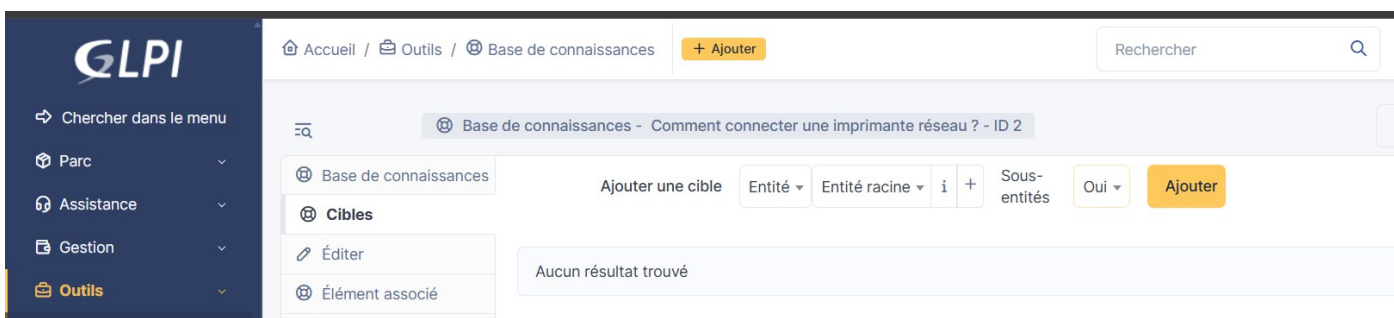 GLPI
Accueil / Outils / Base de connaissances + Ajouter
Rechercher
Chercher dans le menu
Parc
Assistance
Gestion
Outils
Base de connaissances - Comment connecter une imprimante réseau ? - ID 2
Base de connaissances
Cibles
Éditer
Élément associé
Ajouter une cible Entité Entité racine i + Sous-
entités Oui Ajouter
Aucun résultat trouvé